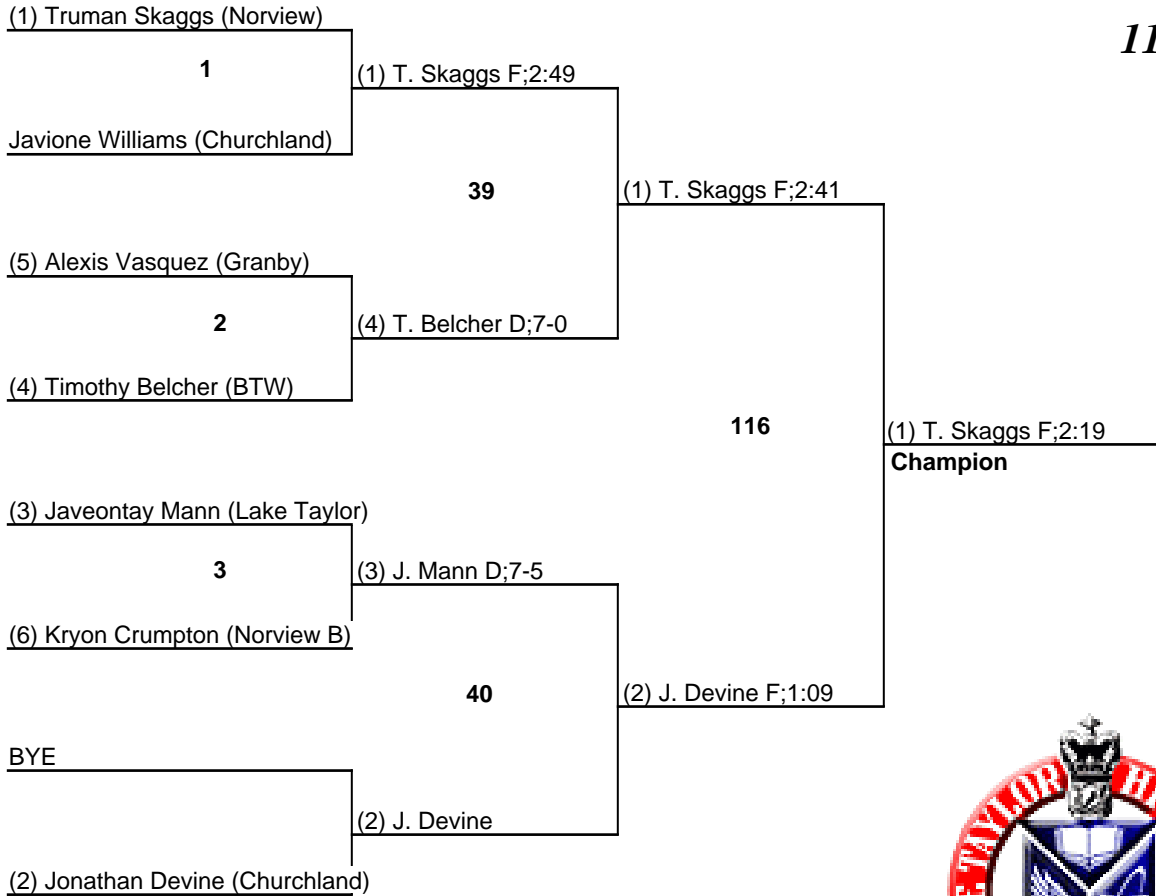 (1) Truman Skaggs (Norview)
11
1
(1) T. Skaggs F;2:49
Javione Williams (Churchland)
39
(1) T. Skaggs F;2:41
(5) Alexis Vasquez (Granby)
2
(4) T. Belcher D;7-0
(4) Timothy Belcher (BTW)
116
(1) T. Skaggs F;2:19
Champion
(3) Javeontay Mann (Lake Taylor)
3
(3) J. Mann D;7-5
(6) Kryon Crumpton (Norview B)
40
(2) J. Devine F;1:09
BYE
(2) J. Devine
(2) Jonathan Devine (Churchland)
TAYLOR H